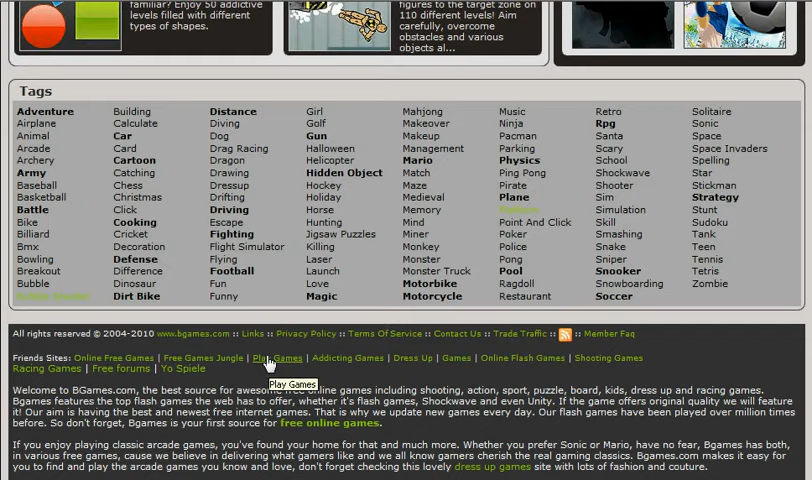 familiar? Enjoy 50 addictive
levels filled with different
types of shapes.
figures to the target zone on
110 different levels! Aim
carefully, overcome
obstacles and various
objects al...
Tags
Adventure Building Distance Girl Mahjong Music Retro Solitaire
Airplane Calculate Diving Golf Makeover Ninja Rpg Sonic
Animal Car Dog Gun Makeup Pacman Santa Space
Arcade Card Drag Racing Halloween Management Parking Scary Space Invaders
Archery Cartoon Dragon Helicopter Mario Physics School Spelling
Army Catching Drawing Hidden Object Match Ping Pong Shockwave Star
Baseball Chess Dressup Hockey Maze Pirate Shooter Stickman
Basketball Christmas Drifting Holiday Medieval Plane Sim Strategy
Battle Click Driving Horse Memory Simulation Stunt
Bike Cooking Escape Hunting Mind Point And Click Skill Sudoku
Billiard Cricket Fighting Jigsaw Puzzles Miner Poker Smashing Tank
Bmx Decoration Flight Simulator Killing Monkey Police Snake Teen
Bowling Defense Flying Laser Monster Pong Sniper Tennis
Breakout Difference Football Launch Monster Truck Pool Snooker Tetris
Bubble Dinosaur Fun Love Motorbike Ragdoll Snowboarding Zombie
Dirt Bike Funny Magic Motorcycle Restaurant Soccer
All rights reserved © 2004-2010 www.bgames.com :: Links :: Privacy Policy :: Terms Of Service :: Contact Us :: Trade Traffic :: :: Member Faq
Friends Sites: Online Free Games | Free Games Jungle | Play Games | Addicting Games | Dress Up | Games | Online Flash Games | Shooting Games
Racing Games | Free forums | Yo Spiele
Play Games
Welcome to BGames.com, the best source for awesome free online games including shooting, action, sport, puzzle, board, kids, dress up and racing games.
Bgames features the top flash games the web has to offer, whether it's flash games, Shockwave and even Unity. If the game offers original quality we will feature
it! Our aim is having the best and newest free internet games. That is why we update new games every day. Our flash games have been played over million times
before. So don't forget, Bgames is your first source for free online games.
If you enjoy playing classic arcade games, you've found your home for that and much more. Whether you prefer Sonic or Mario, have no fear, Bgames has both,
in various free games, cause we believe in delivering what gamers like and we all know gamers cherish the real gaming classics. Bgames.com makes it easy for
you to find and play the arcade games you know and love, don't forget checking this lovely dress up games site with lots of fashion and couture.